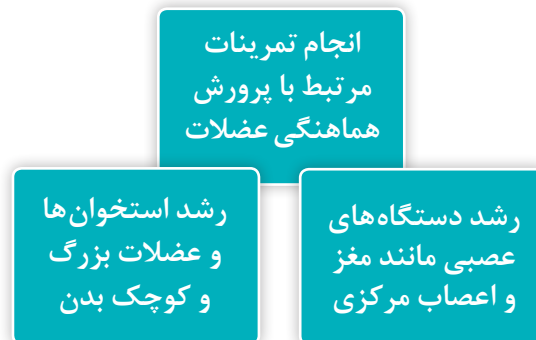 انجام تمرینات
مرتبط با پرورش
هماهنگی عضلات
رشد دستگاه‌های
عصبی مانند مغز
و اعصاب مرکزی
رشد استخوان‌ها
و عضلات بزرگ
و کوچک بدن